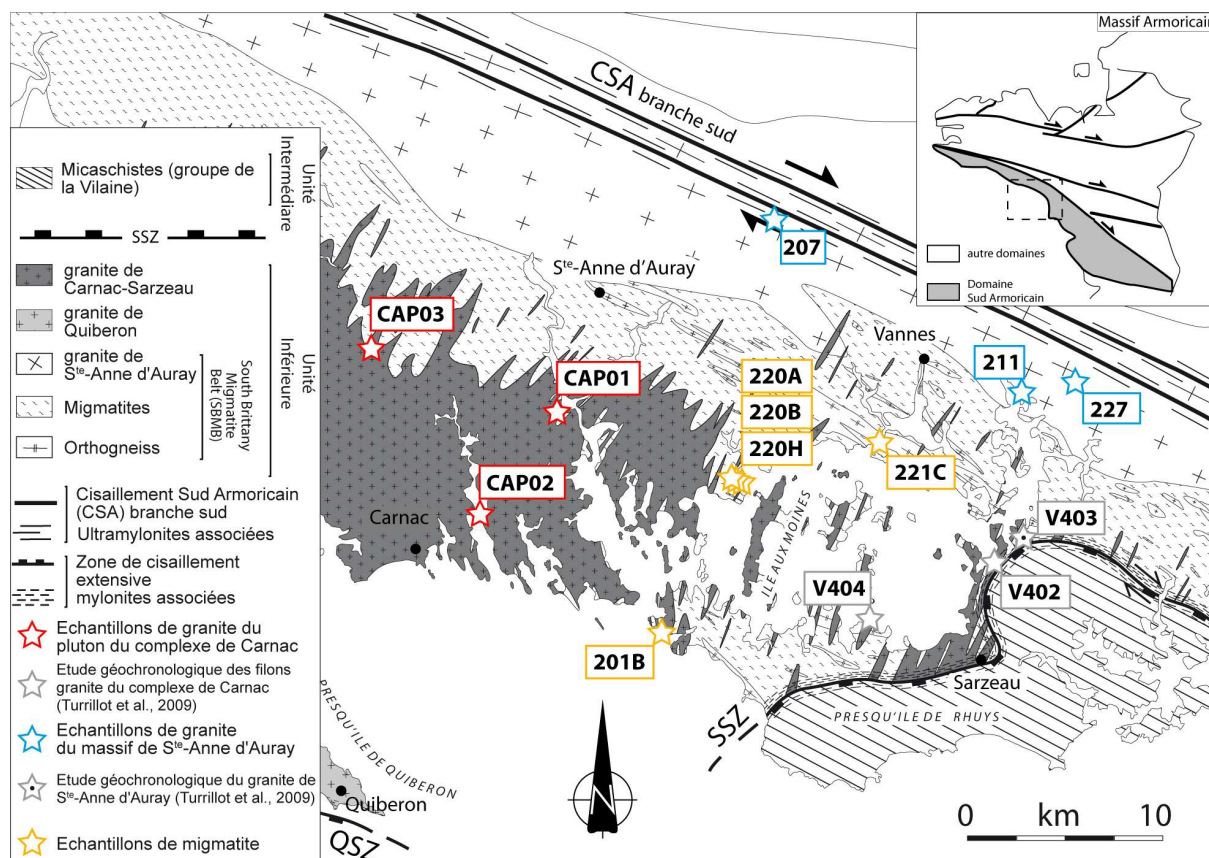 Massif Armoricain
autre domaines
Domaine
Sud Armoricain
CSA branche sud
207
Sᵗᵉ-Anne d'Auray
CAP03
Vannes
211
220A
CAP01
227
220B
220H
221C
CAP02
Carnac
V403
ILE AUX MOINES
V404
V402
201B
Sarzeau
PRESQU'ILE DE RHUYS
SSZ
PRESQU'ILE DE QUIBERON
Quiberon
QSZ
N
0 km 10
Micaschistes (groupe de
la Vilaine)
Unité
Intermédiare
SSZ
granite de
Carnac-Sarzeau
granite de
Quiberon
granite de
Sᵗᵉ-Anne d'Auray
Migmatites
Orthogneiss
South Brittany
Migmatite
Belt (SBMB)
Unité
Inférieure
Cisaillement Sud Armoricain
(CSA) branche sud
Ultramylonites associées
Zone de cisaillement
extensive
mylonites associées
Echantillons de granite du
pluton du complexe de Carnac
Etude géochronologique des filons
granite du complexe de Carnac
(Turrillot et al., 2009)
Echantillons de granite
du massif de Sᵗᵉ-Anne d'Auray
Etude géochronologique du granite de
Sᵗᵉ-Anne d'Auray (Turrillot et al., 2009)
Echantillons de migmatite